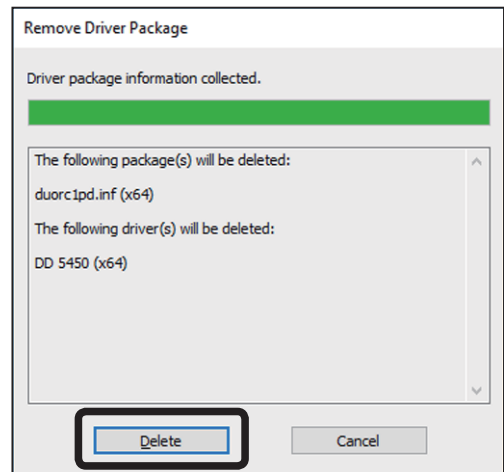 Remove Driver Package
Driver package information collected.
The following package(s) will be deleted:
duorc1pd.inf (x64)
The following driver(s) will be deleted:
DD 5450 (x64)
Delete
Cancel